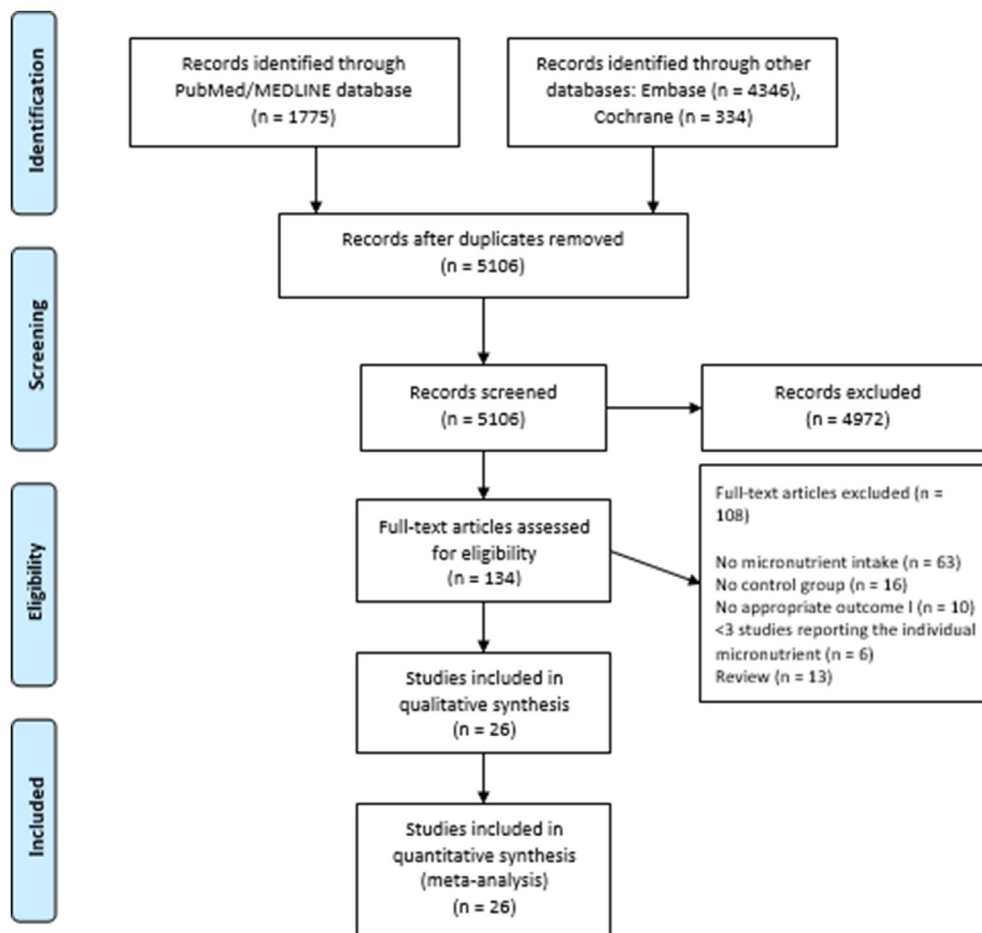 Identification
Records identified through
PubMed/MEDLINE database
(n = 1775)
Records identified through other
databases: Embase (n = 4346),
Cochrane (n = 334)
Records after duplicates removed
(n = 5106)
Screening
Records screened
(n = 5106)
Records excluded
(n = 4972)
Eligibility
Full-text articles assessed
for eligibility
(n = 134)
Full-text articles excluded (n =
108)
No micronutrient intake (n = 63)
No control group (n = 16)
No appropriate outcome I (n = 10)
<3 studies reporting the individual
micronutrient (n = 6)
Review (n = 13)
Studies included in
qualitative synthesis
(n = 26)
Included
Studies included in
quantitative synthesis
(meta-analysis)
(n = 26)